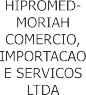 HIPROMED-
MORIAH
COMERCIO,
IMPORTACAO
E SERVICOS
LTDA